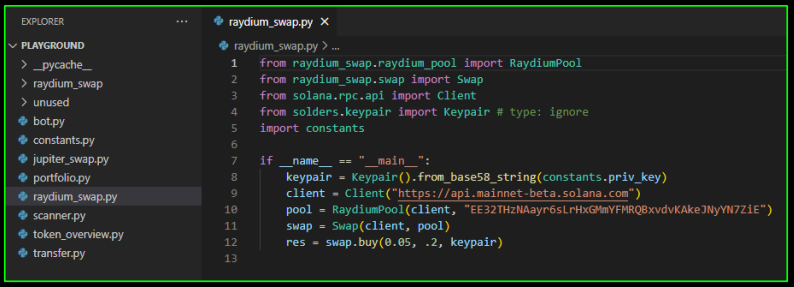 EXPLORER
PLAYGROUND
__pycache__
raydium_swap
unused
bot.py
constants.py
jupiter_swap.py
portfolio.py
raydium_swap.py
scanner.py
token_overview.py
transfer.py
raydium_swap.py
raydium_swap.py > ...
1 from raydium_swap.raydium_pool import RaydiumPool
2 from raydium_swap.swap import Swap
3 from solana.rpc.api import Client
4 from solders.keypair import Keypair # type: ignore
5 import constants
6
7 if __name__ == "__main__":
8 keypair = Keypair().from_base58_string(constants.priv_key)
9 client = Client("https://api.mainnet-beta.solana.com")
10 pool = RaydiumPool(client, "EE32THzNAayr6sLrHxGMmYFMRQBxvdvKAkeJNyYN7ZiE")
11 swap = Swap(client, pool)
12 res = swap.buy(0.05, .2, keypair)
13